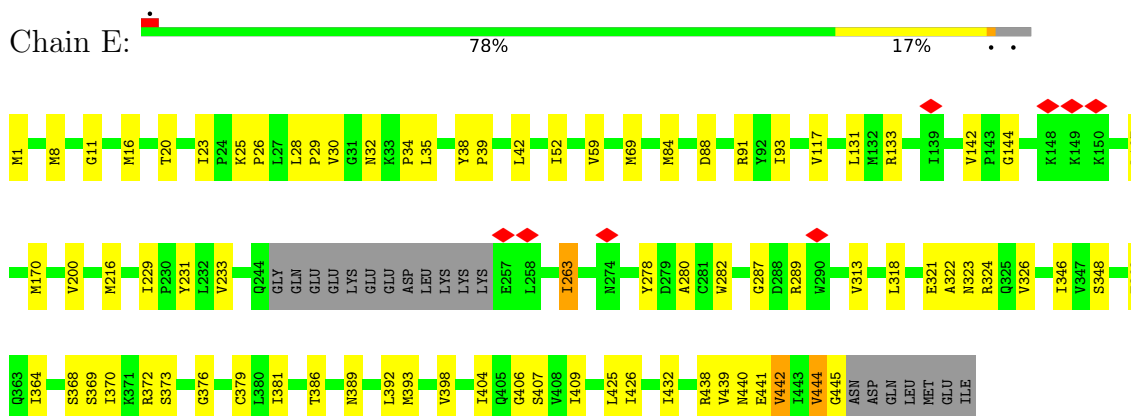 Chain E:
78%
17%
M1 M8 G11 M16 T20 I23 P24 K25 P26 L27 L28 P29 V30 G31 N32 K33 P34 L35 Y38 P39 L42 I52 V59 M69 M84 D88 R91 Y92 I93 V117 L131 M132 R133 I139 V142 P143 G144 K148 K149 K150
M170 V200 M216 I229 P230 Y231 L232 V233 Q244 GLY GLN GLU GLU LYS GLU GLU ASP LEU LYS LYS LYS E257 L258 I263 N274 Y278 D279 A280 C281 W282 G287 D288 R289 W290 V313 L318 E321 A322 N323 R324 Q325 V326 I346 V347 S348
Q363 I364 S368 S369 I370 K371 R372 S373 G376 C379 L380 I381 T386 N389 L392 M393 V398 I404 Q405 G406 S407 V408 I409 L425 I426 I432 R438 V439 N440 E441 V442 I443 V444 G445 ASN ASP GLN LEU MET GLU ILE